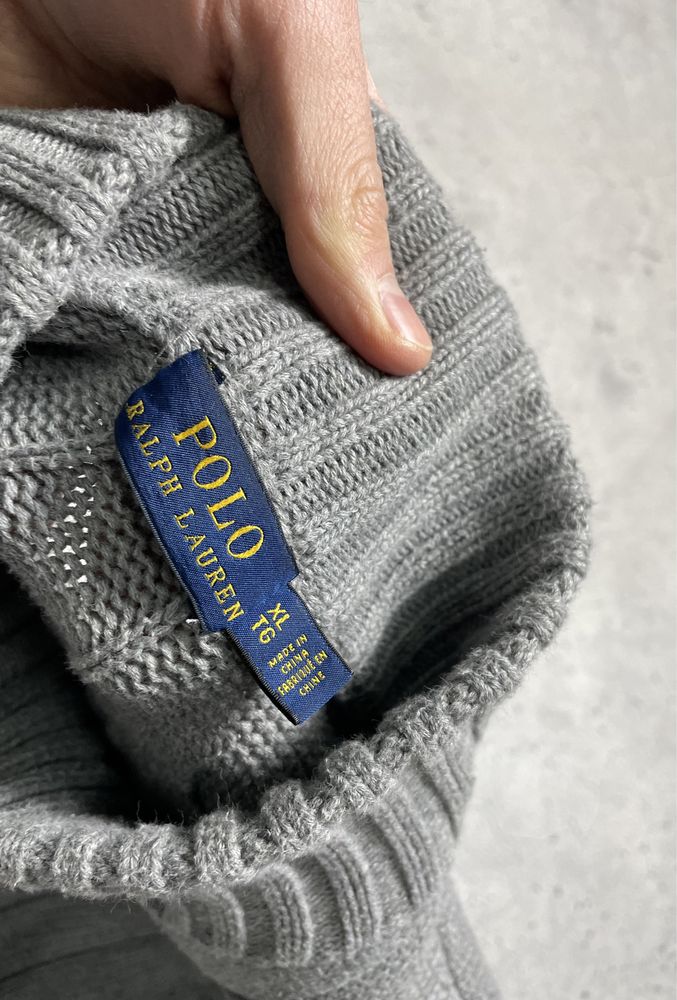 POLO
RALPH LAUREN
XL
TG
MADE IN
CHINA
FABRIQUÉ EN
CHINE